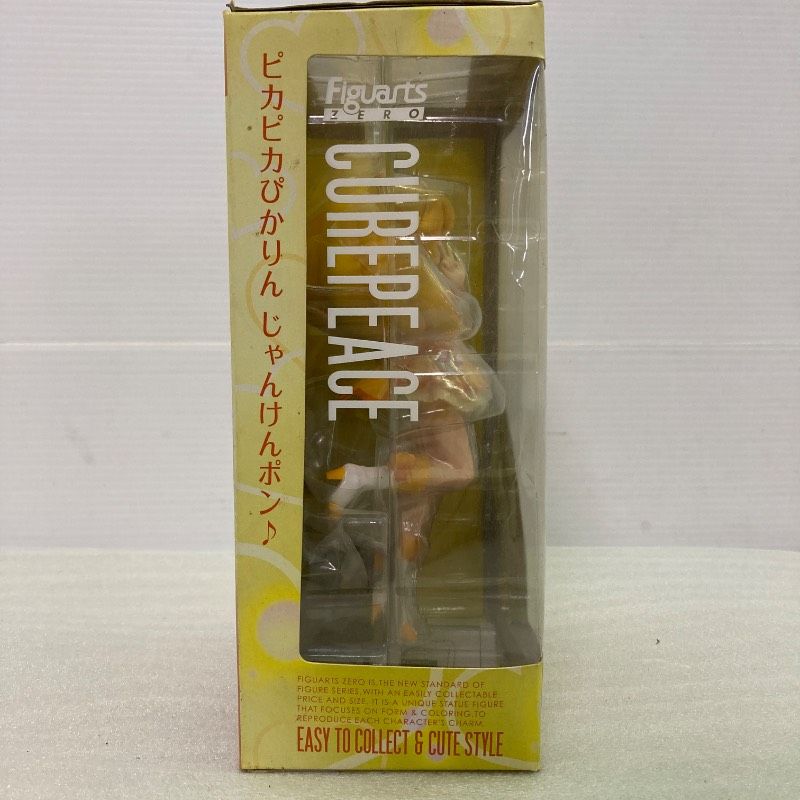 ピカピカぴかりん じゃんけんポン♪
Figuarts
ZERO
CUREPEACE
FIGUARTS ZERO IS, THE NEW STANDARD OF
FIGURE SERIES, WITH AN EASILY COLLECTABLE
PRICE AND SIZE. IT IS A UNIQUE STATUE FIGURE
THAT FOCUSES ON FORM & COLORING, TO
REPRODUCE EACH CHARACTER'S CHARM.
EASY TO COLLECT & CUTE STYLE